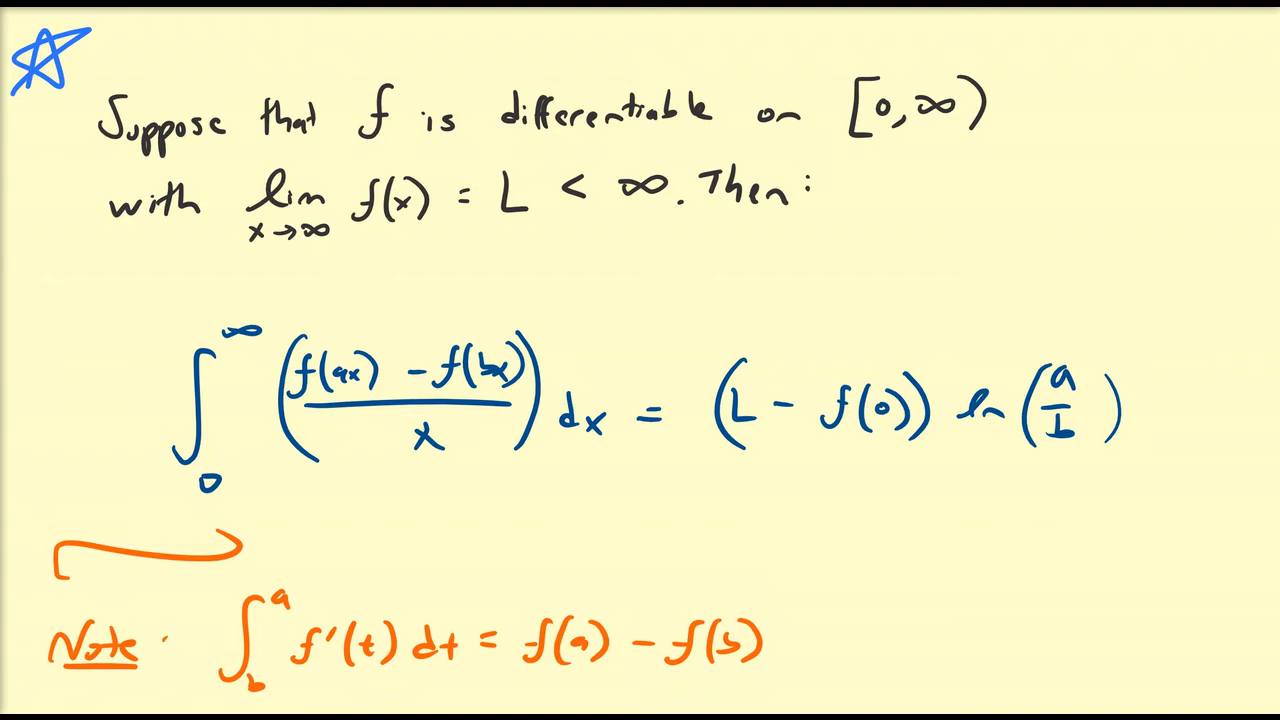 Suppose that f is differentiable on [0, ∞)
with lim_{x→∞} f(x) = L < ∞. Then:
∫_0^∞ ( (f(ax) - f(bx)) / x ) dx = (L - f(0)) ln(a/b)
Note: ∫_b^a f'(t) dt = f(a) - f(b)